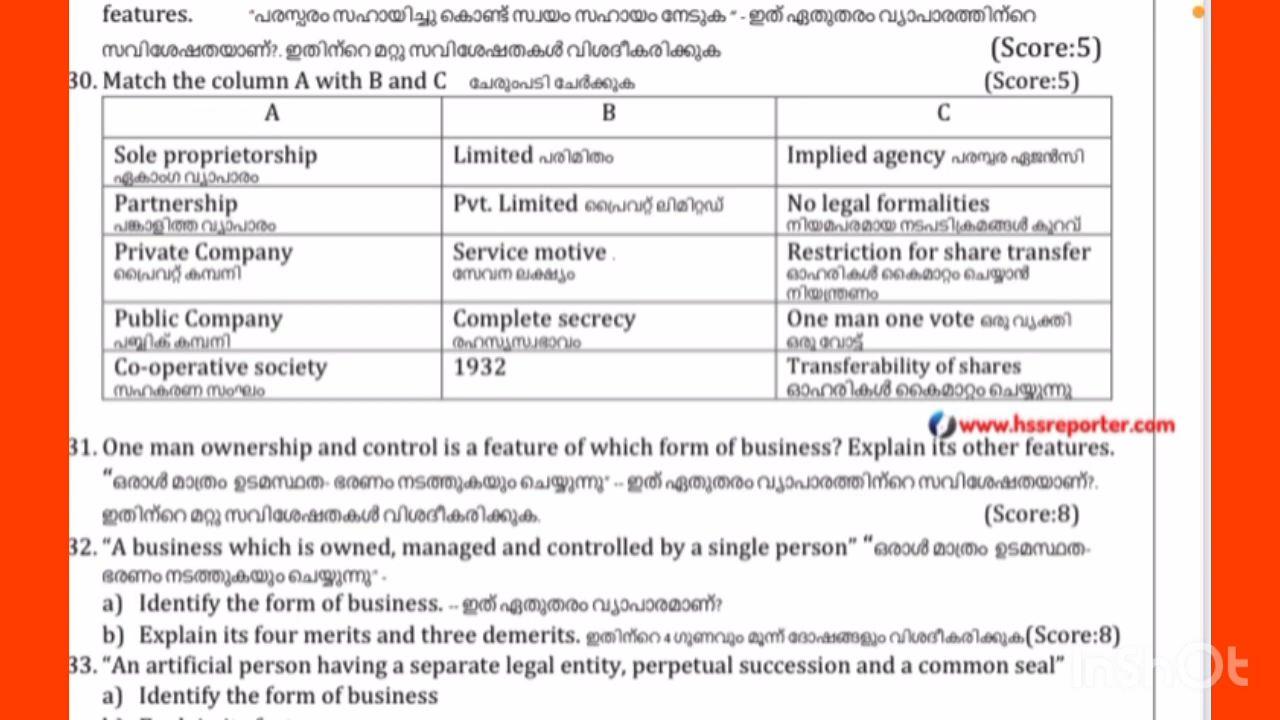 features. "പരസ്പരം സഹായിച്ചു കൊണ്ട് സ്വയം സഹായം നേടുക " - ഇത് ഏതുതരം വ്യാപാരത്തിന്റെ
സവിശേഷതയാണ്?. ഇതിന്റെ മറ്റു സവിശേഷതകൾ വിശദീകരിക്കുക (Score:5)
30. Match the column A with B and C ചേരുംപടി ചേർക്കുക (Score:5)
A B C
Sole proprietorship Limited പരിമിതം Implied agency പരസ്പര ഏജൻസി
ഏകാംഗ വ്യാപാരം
Partnership Pvt. Limited പ്രൈവറ്റ് ലിമിറ്റഡ് No legal formalities
പങ്കാളിത്ത വ്യാപാരം നിയമപരമായ നടപടിക്രമങ്ങൾ കുറവ്
Private Company Service motive . Restriction for share transfer
പ്രൈവറ്റ് കമ്പനി സേവന ലക്ഷ്യം ഓഹരികൾ കൈമാറ്റം ചെയ്യാൻ
നിയന്ത്രണം
Public Company Complete secrecy One man one vote ഒരു വ്യക്തി
പബ്ലിക് കമ്പനി രഹസ്യസ്വഭാവം ഒരു വോട്ട്
Co-operative society 1932 Transferability of shares
സഹകരണ സംഘം ഓഹരികൾ കൈമാറ്റം ചെയ്യുന്നു
www.hssreporter.com
31. One man ownership and control is a feature of which form of business? Explain its other features.
"ഒരാൾ മാത്രം ഉടമസ്ഥത- ഭരണം നടത്തുകയും ചെയ്യുന്നു" -- ഇത് ഏതുതരം വ്യാപാരത്തിന്റെ സവിശേഷതയാണ്?.
ഇതിന്റെ മറ്റു സവിശേഷതകൾ വിശദീകരിക്കുക. (Score:8)
32. "A business which is owned, managed and controlled by a single person" "ഒരാൾ മാത്രം ഉടമസ്ഥത-
ഭരണം നടത്തുകയും ചെയ്യുന്നു" -
a) Identify the form of business. -- ഇത് ഏതുതരം വ്യാപാരമാണ്?
b) Explain its four merits and three demerits. ഇതിന്റെ 4 ഗുണവും മൂന്ന് ദോഷങ്ങളും വിശദീകരിക്കുക(Score:8)
33. "An artificial person having a separate legal entity, perpetual succession and a common seal"
InShOt
a) Identify the form of business